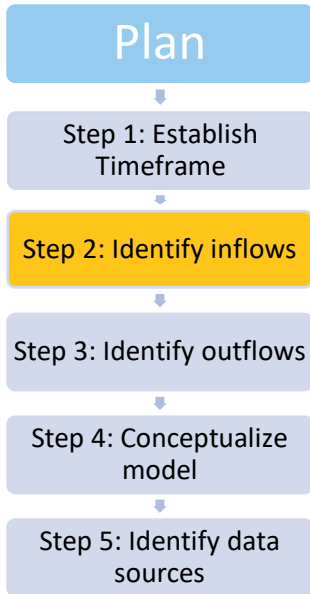 Plan
Step 1: Establish
Timeframe
Step 2: Identify inflows
Step 3: Identify outflows
Step 4: Conceptualize
model
Step 5: Identify data
sources